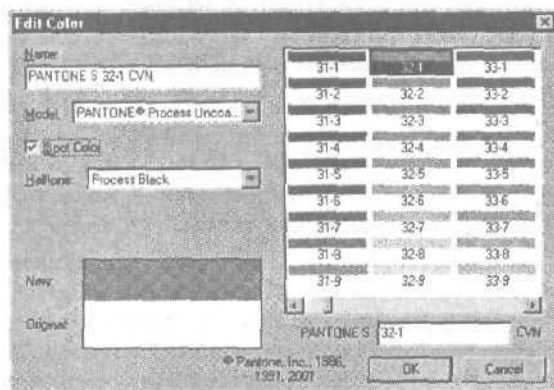 Edit Color
Name:
PANTONE S 32-1 CVN
Model: PANTONE® Process Uncoa...
Spot Color
Halftone: Process Black
New:
Original:
31-1 32-1 33-1
31-2 32-2 33-2
31-3 32-3 33-3
31-4 32-4 33-4
31-5 32-5 33-5
31-6 32-6 33-6
31-7 32-7 33-7
31-8 32-8 33-8
31-9 32-9 33-9
PANTONE S 32-1 CVN
© Pantone, Inc., 1986,
1991, 2001
OK Cancel